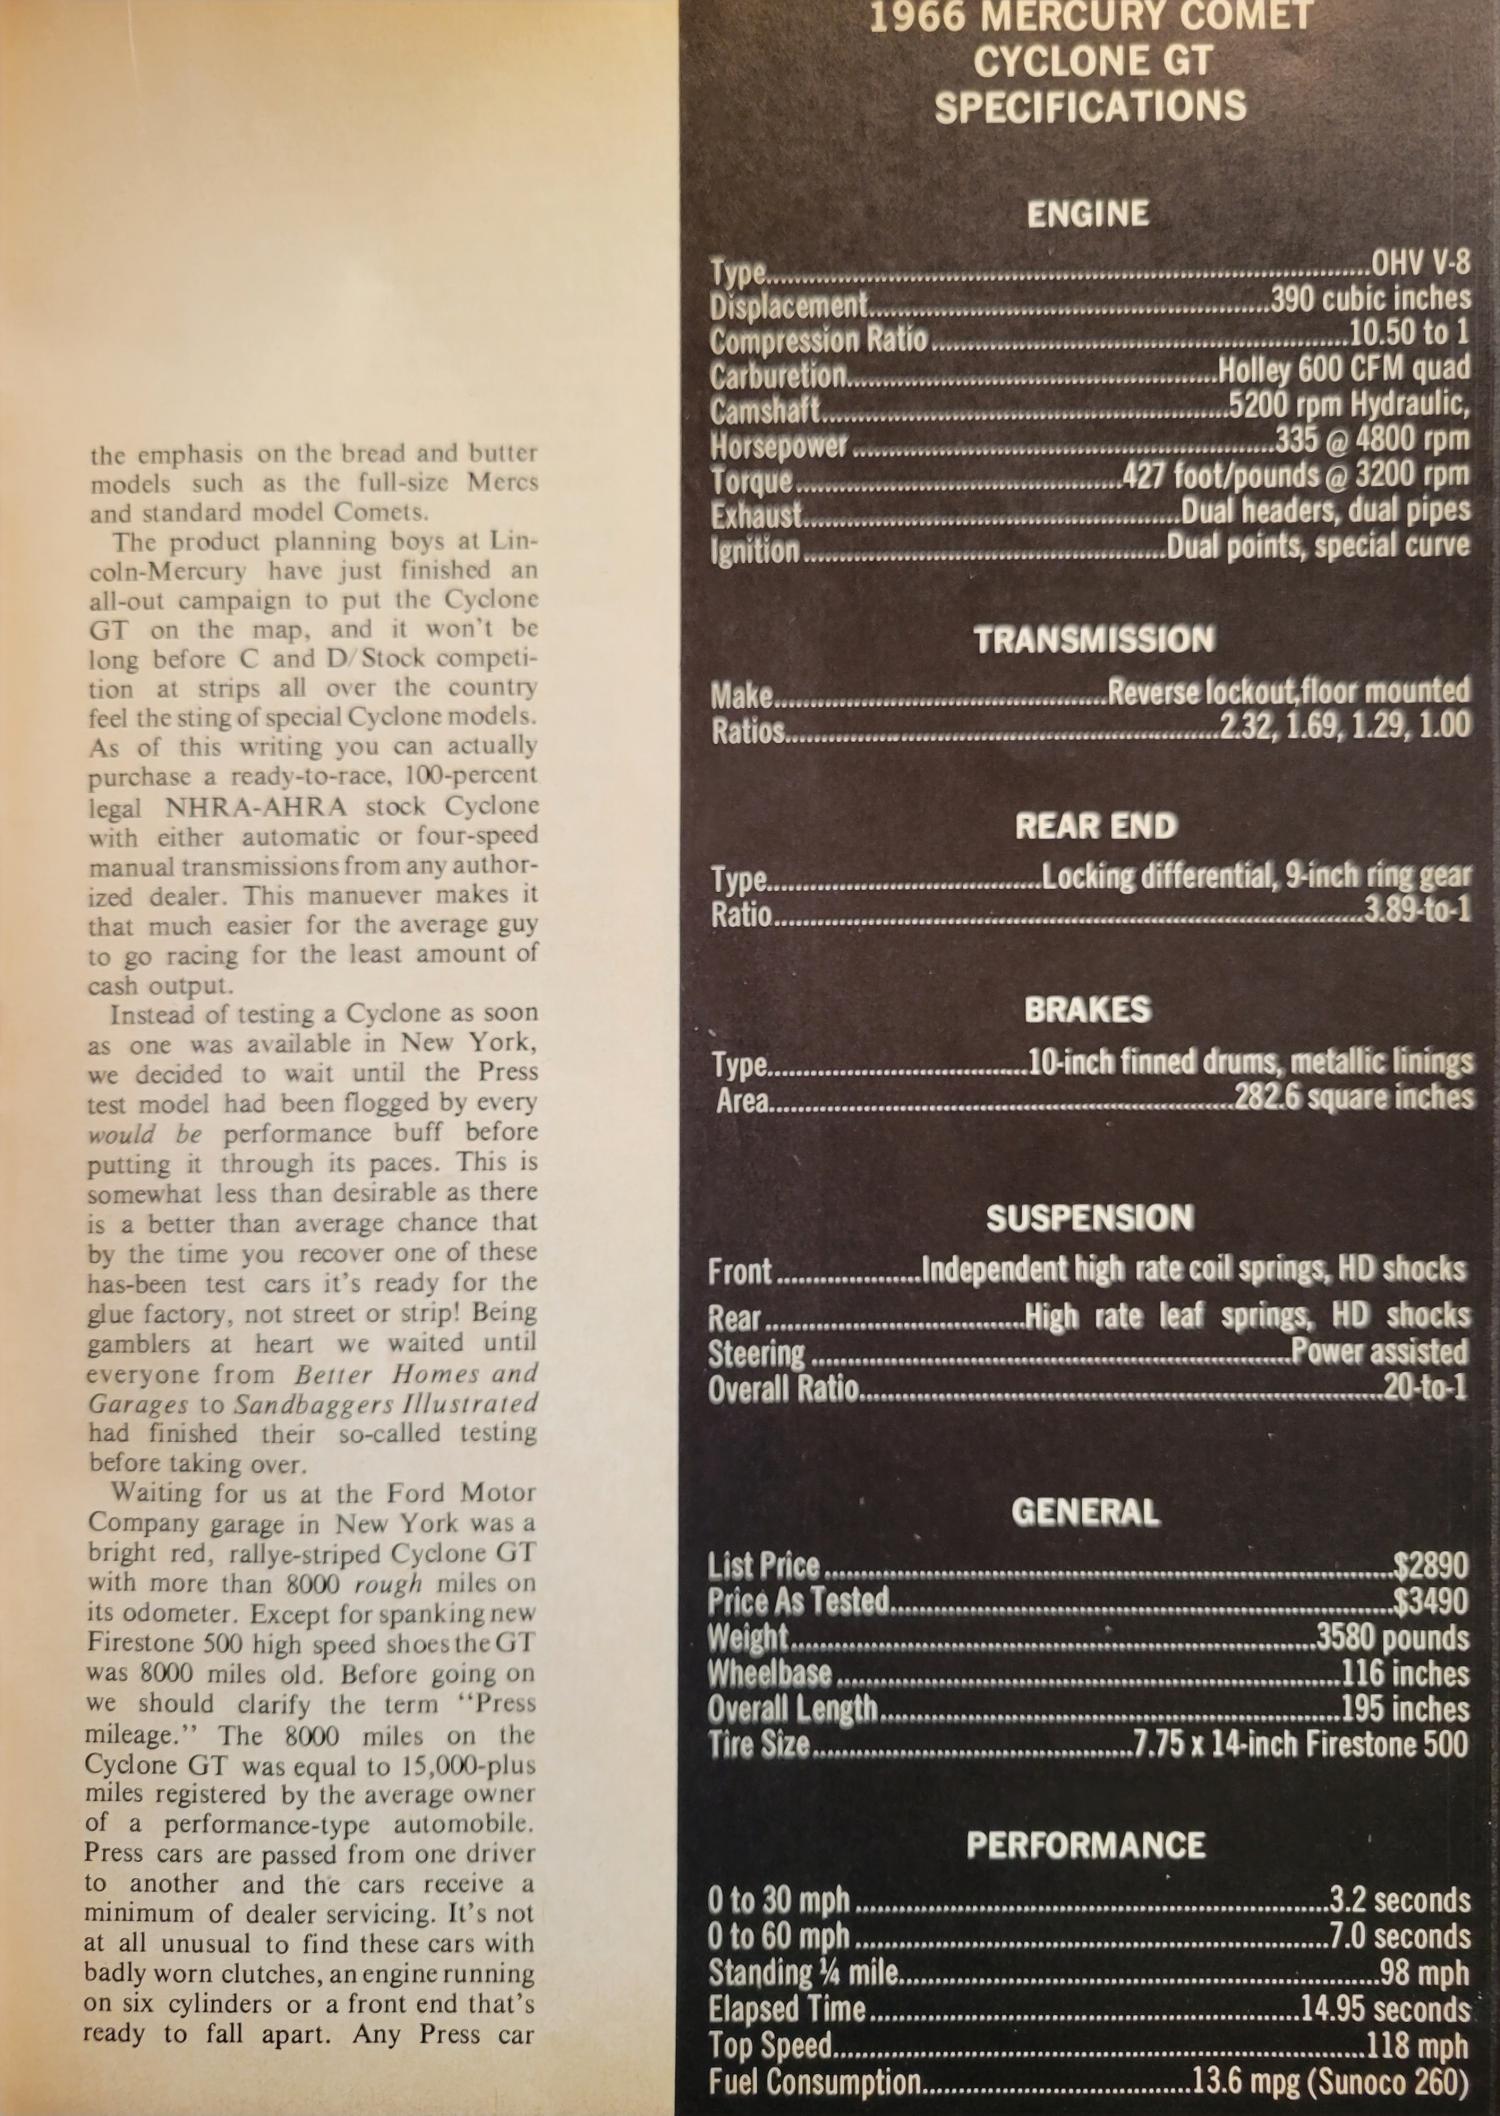 the emphasis on the bread and butter
models such as the full-size Mercs
and standard model Comets.
The product planning boys at Lin-
coln-Mercury have just finished an
all-out campaign to put the Cyclone
GT on the map, and it won't be
long before C and D/Stock competi-
tion at strips all over the country
feel the sting of special Cyclone models.
As of this writing you can actually
purchase a ready-to-race, 100-percent
legal NHRA-AHRA stock Cyclone
with either automatic or four-speed
manual transmissions from any author-
ized dealer. This manuever makes it
that much easier for the average guy
to go racing for the least amount of
cash output.
Instead of testing a Cyclone as soon
as one was available in New York,
we decided to wait until the Press
test model had been flogged by every
would be performance buff before
putting it through its paces. This is
somewhat less than desirable as there
is a better than average chance that
by the time you recover one of these
has-been test cars it's ready for the
glue factory, not street or strip! Being
gamblers at heart we waited until
everyone from Better Homes and
Garages to Sandbaggers Illustrated
had finished their so-called testing
before taking over.
Waiting for us at the Ford Motor
Company garage in New York was a
bright red, rallye-striped Cyclone GT
with more than 8000 rough miles on
its odometer. Except for spanking new
Firestone 500 high speed shoes the GT
was 8000 miles old. Before going on
we should clarify the term "Press
mileage." The 8000 miles on the
Cyclone GT was equal to 15,000-plus
miles registered by the average owner
of a performance-type automobile.
Press cars are passed from one driver
to another and the cars receive a
minimum of dealer servicing. It's not
at all unusual to find these cars with
badly worn clutches, an engine running
on six cylinders or a front end that's
ready to fall apart. Any Press car
1966 MERCURY COMET
CYCLONE GT
SPECIFICATIONS
ENGINE
Type...OHV V-8
Displacement...390 cubic inches
Compression Ratio...10.50 to 1
Carburetion...Holley 600 CFM quad
Camshaft...5200 rpm Hydraulic,
Horsepower...335 @ 4800 rpm
Torque...427 foot/pounds @ 3200 rpm
Exhaust...Dual headers, dual pipes
Ignition...Dual points, special curve
TRANSMISSION
Make...Reverse lockout,floor mounted
Ratios...2.32, 1.69, 1.29, 1.00
REAR END
Type...Locking differential, 9-inch ring gear
Ratio...3.89-to-1
BRAKES
Type...10-inch finned drums, metallic linings
Area...282.6 square inches
SUSPENSION
Front...Independent high rate coil springs, HD shocks
Rear...High rate leaf springs, HD shocks
Steering...Power assisted
Overall Ratio...20-to-1
GENERAL
List Price...$2890
Price As Tested...$3490
Weight...3580 pounds
Wheelbase...116 inches
Overall Length...195 inches
Tire Size...7.75 x 14-inch Firestone 500
PERFORMANCE
0 to 30 mph...3.2 seconds
0 to 60 mph...7.0 seconds
Standing ¼ mile...98 mph
Elapsed Time...14.95 seconds
Top Speed...118 mph
Fuel Consumption...13.6 mpg (Sunoco 260)